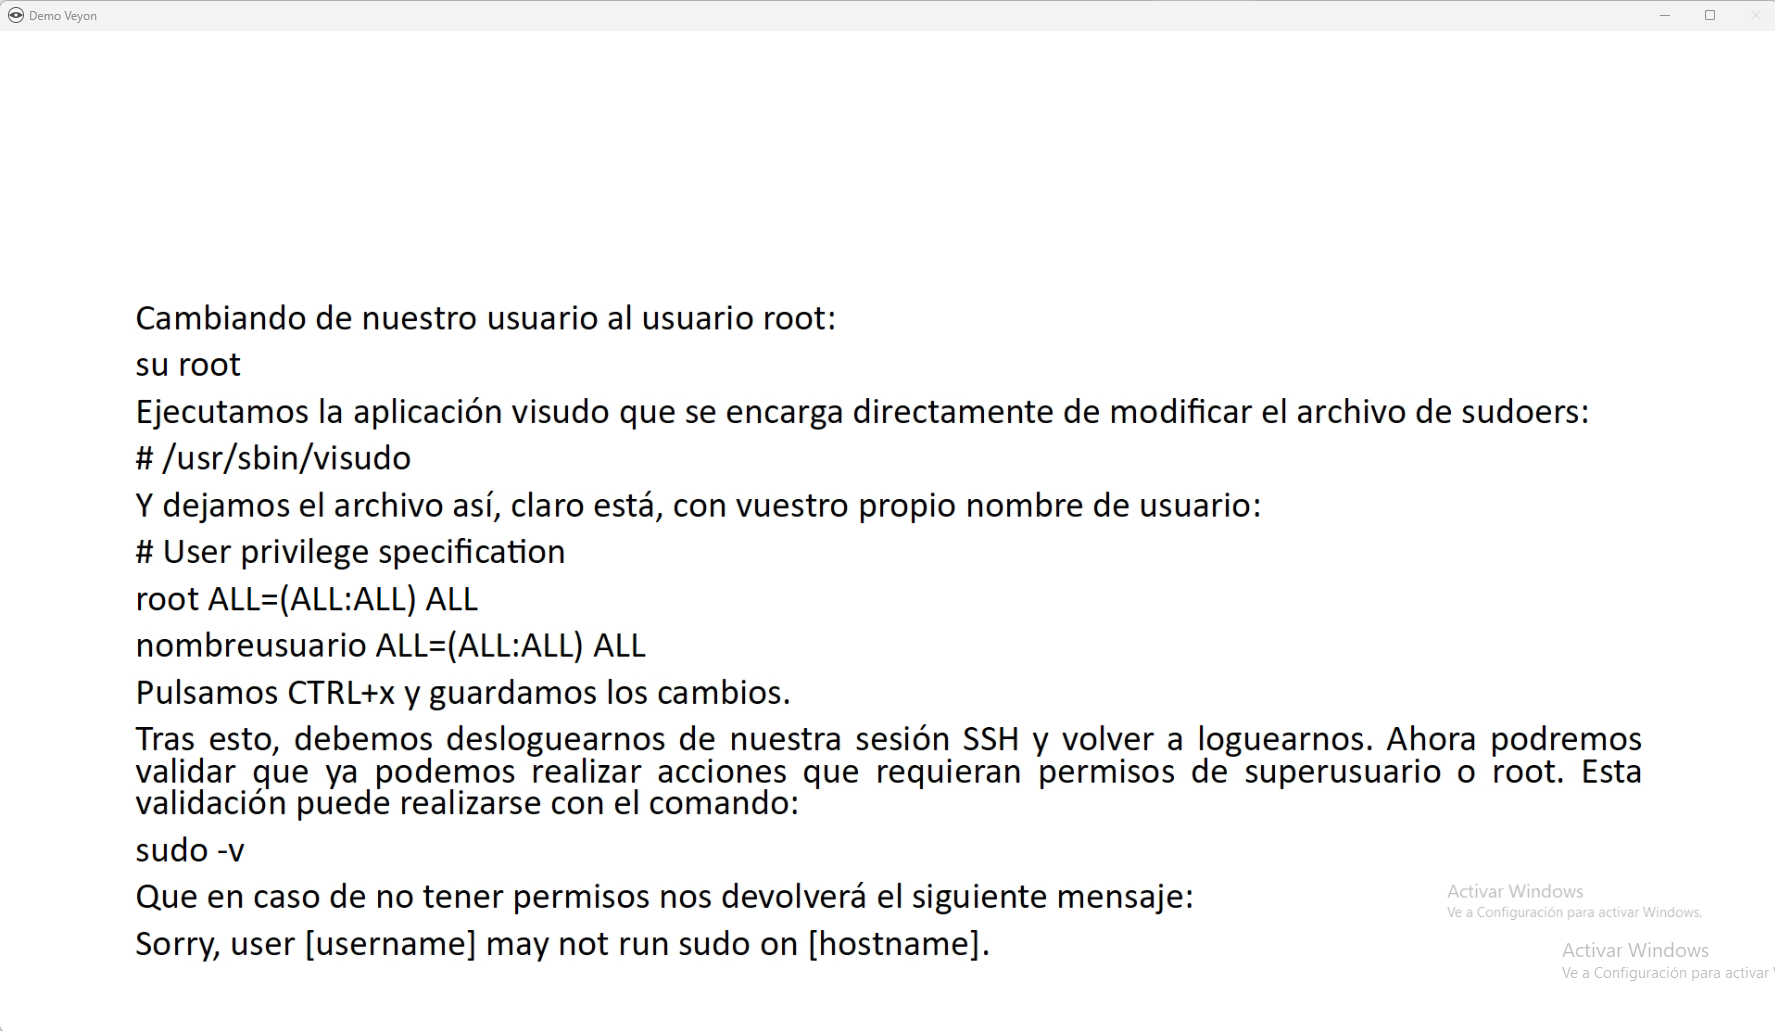 Demo Veyon
Cambiando de nuestro usuario al usuario root:
su root
Ejecutamos la aplicación visudo que se encarga directamente de modificar el archivo de sudoers:
# /usr/sbin/visudo
Y dejamos el archivo así, claro está, con vuestro propio nombre de usuario:
# User privilege specification
root ALL=(ALL:ALL) ALL
nombreusuario ALL=(ALL:ALL) ALL
Pulsamos CTRL+x y guardamos los cambios.
Tras esto, debemos desloguearnos de nuestra sesión SSH y volver a loguearnos. Ahora podremos
validar que ya podemos realizar acciones que requieran permisos de superusuario o root. Esta
validación puede realizarse con el comando:
sudo -v
Que en caso de no tener permisos nos devolverá el siguiente mensaje:
Sorry, user [username] may not run sudo on [hostname].
Activar Windows
Ve a Configuración para activar Windows.
Activar Windows
Ve a Configuración para activar